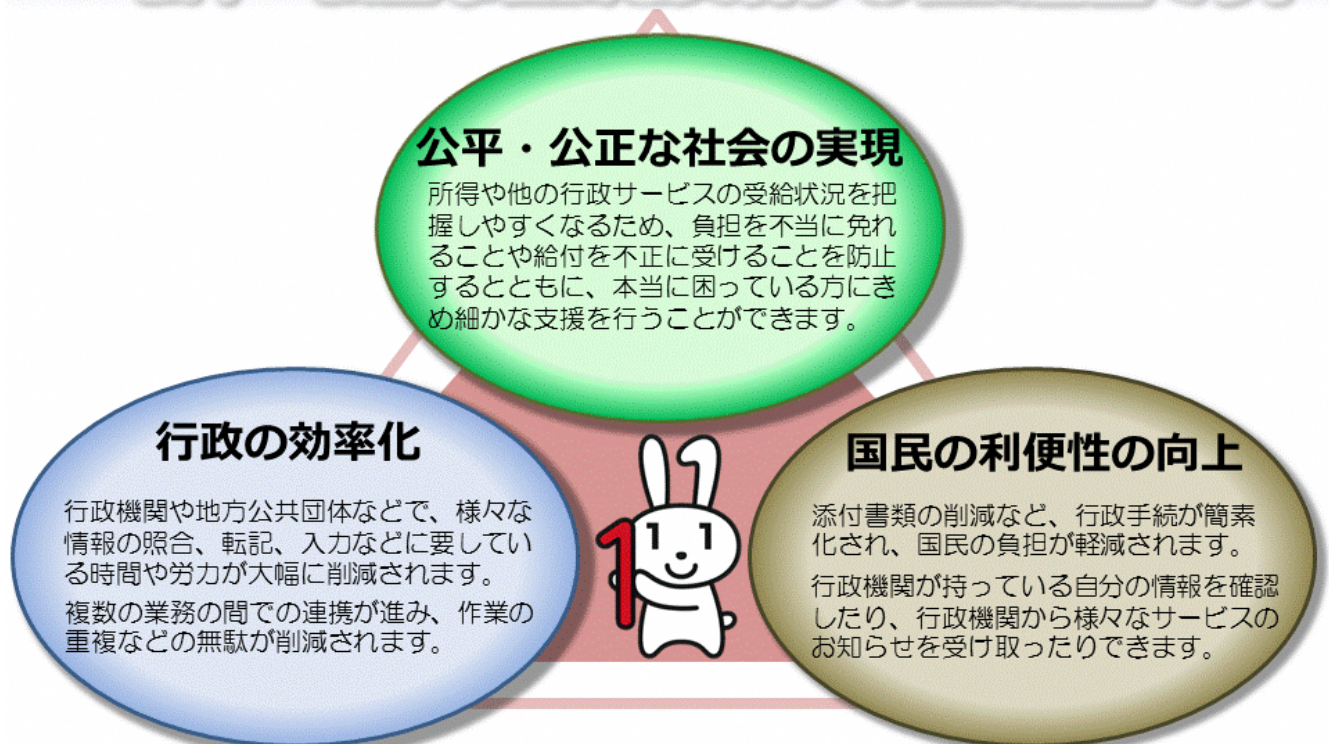 公平・公正な社会の実現
所得や他の行政サービスの受給状況を把
握しやすくなるため、負担を不当に免れ
ることや給付を不正に受けることを防止
するとともに、本当に困っている方にき
め細かな支援を行うことができます。
行政の効率化
行政機関や地方公共団体などで、様々な
情報の照合、転記、入力などに要してい
る時間や労力が大幅に削減されます。
複数の業務の間での連携が進み、作業の
重複などの無駄が削減されます。
国民の利便性の向上
添付書類の削減など、行政手続が簡素
化され、国民の負担が軽減されます。
行政機関が持っている自分の情報を確認
したり、行政機関から様々なサービスの
お知らせを受け取ったりできます。
1
1 1